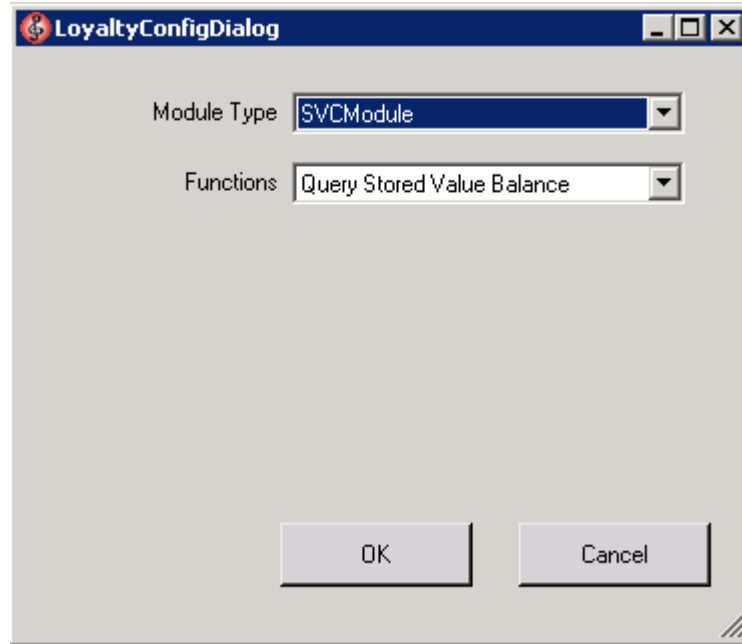 LoyaltyConfigDialog
Module Type SVCModule
Functions Query Stored Value Balance
OK Cancel